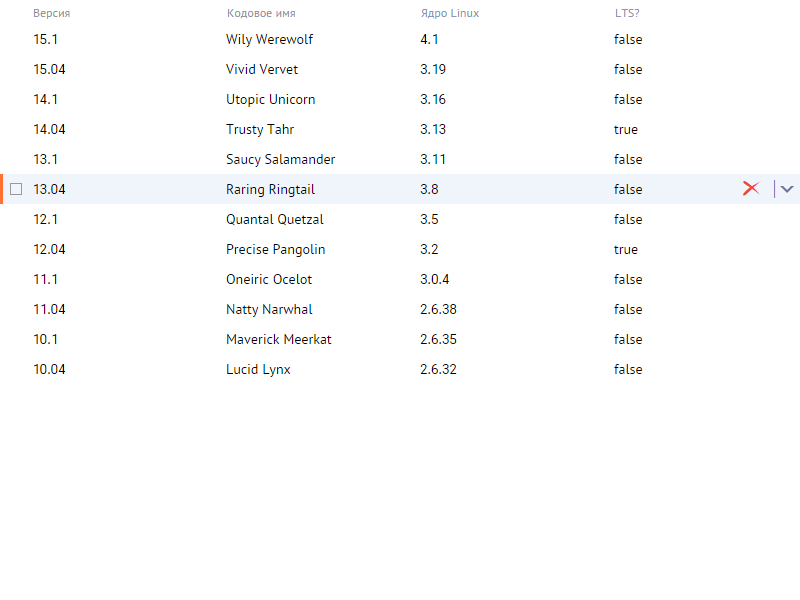 Версия Кодовое имя Ядро Linux LTS?
15.1 Wily Werewolf 4.1 false
15.04 Vivid Vervet 3.19 false
14.1 Utopic Unicorn 3.16 false
14.04 Trusty Tahr 3.13 true
13.1 Saucy Salamander 3.11 false
13.04 Raring Ringtail 3.8 false
12.1 Quantal Quetzal 3.5 false
12.04 Precise Pangolin 3.2 true
11.1 Oneiric Ocelot 3.0.4 false
11.04 Natty Narwhal 2.6.38 false
10.1 Maverick Meerkat 2.6.35 false
10.04 Lucid Lynx 2.6.32 false